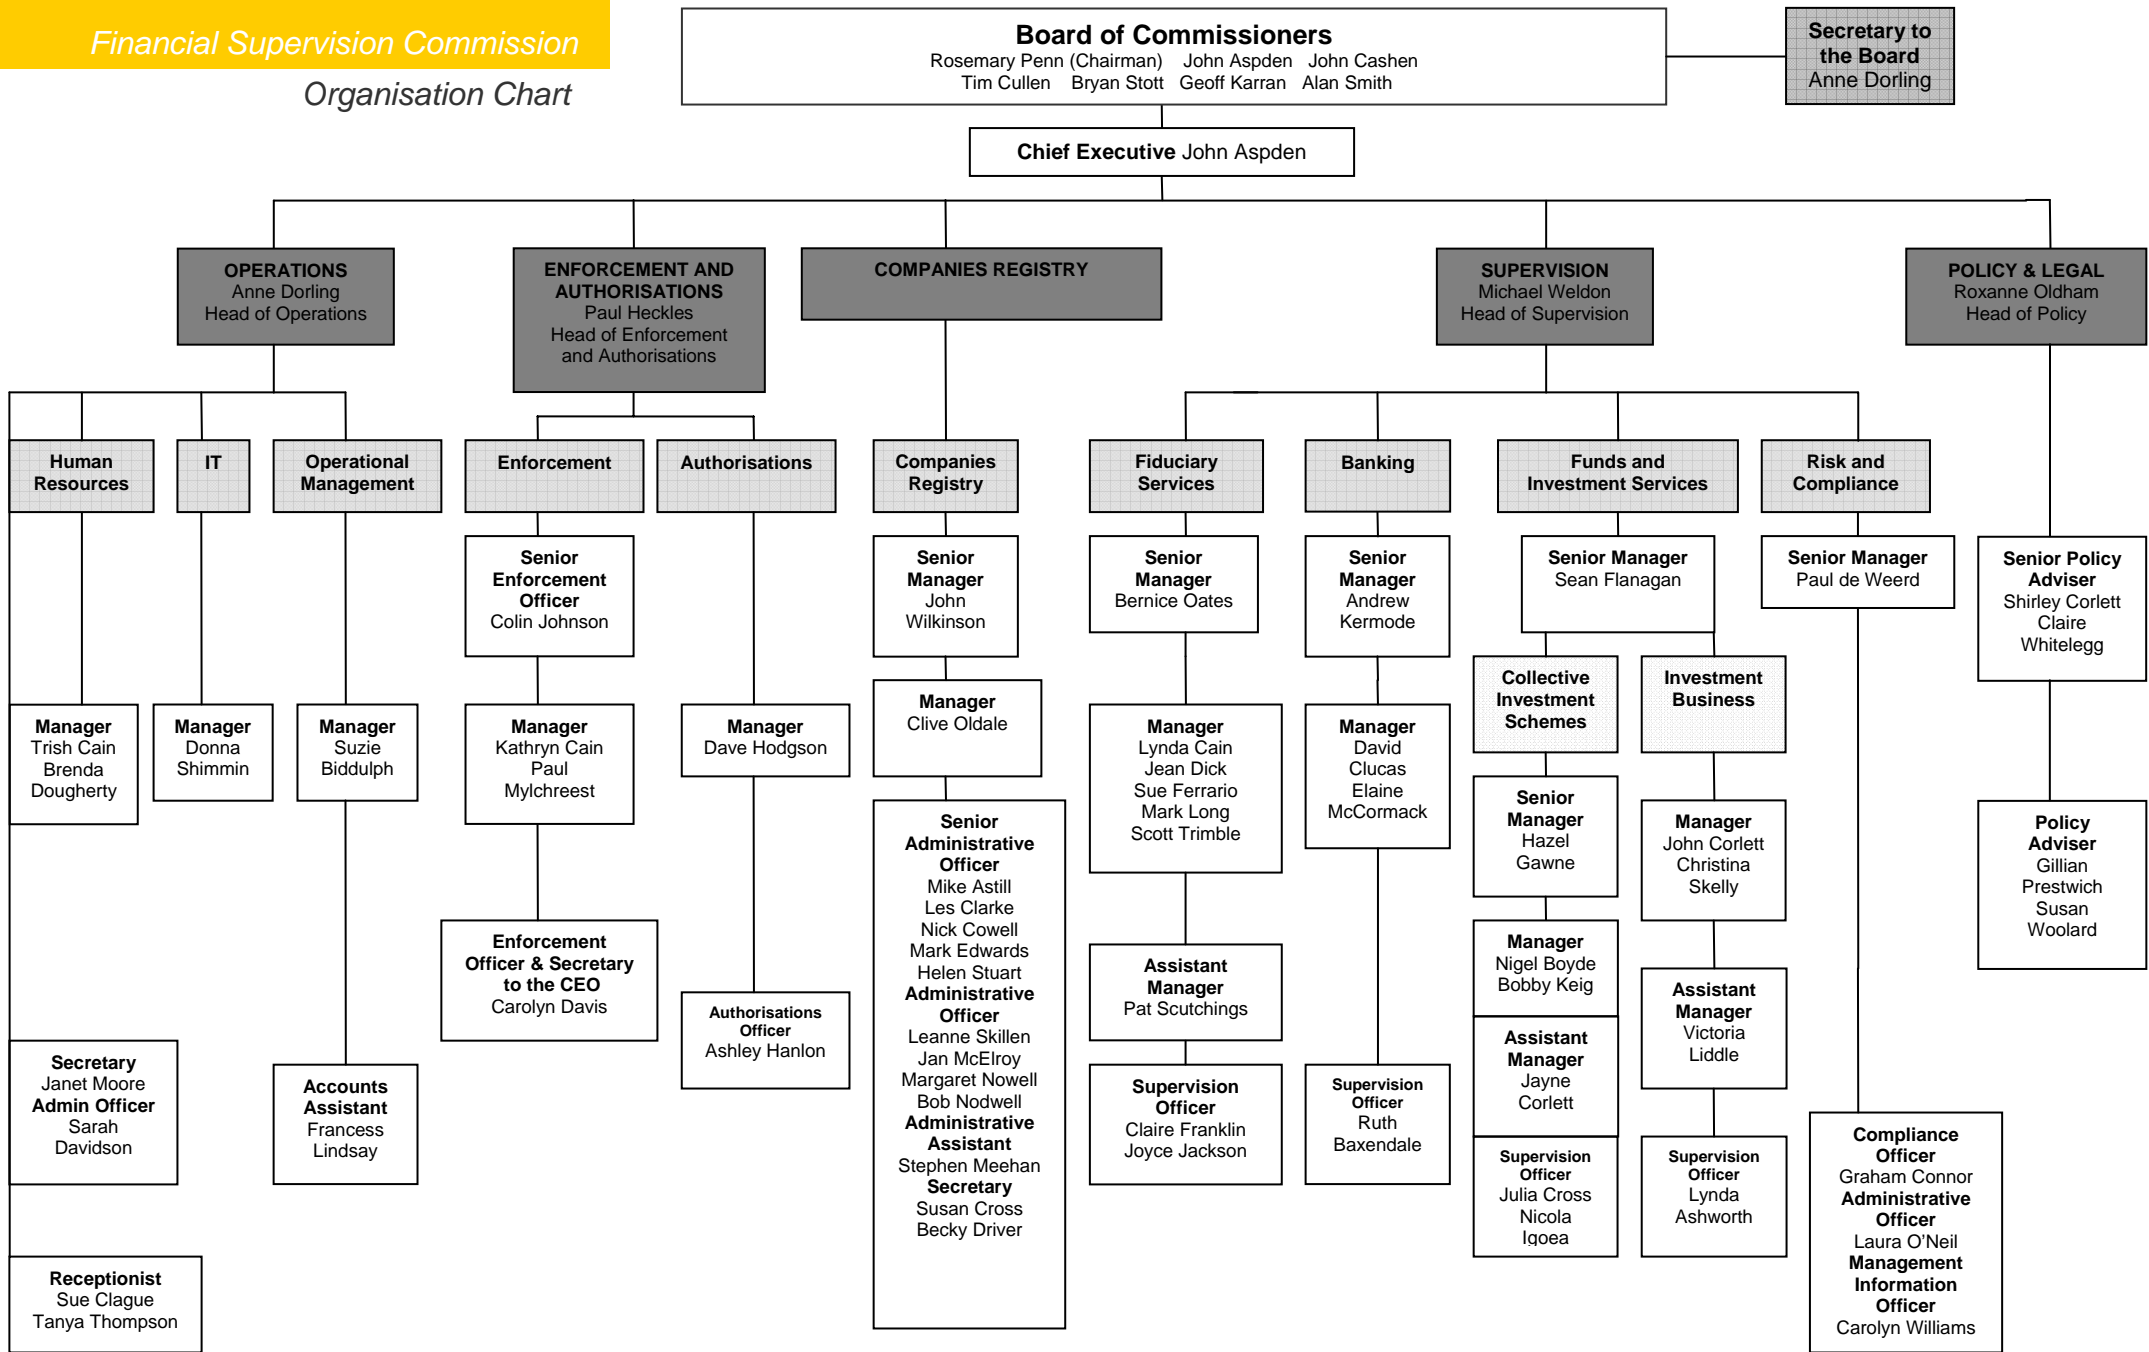 Financial Supervision Commission
Organisation Chart
Board of Commissioners
Rosemary Penn (Chairman) John Aspden John Cashen
Tim Cullen Bryan Stott Geoff Karran Alan Smith
Secretary to
the Board
Anne Dorling
Chief Executive John Aspden
OPERATIONS
Anne Dorling
Head of Operations
ENFORCEMENT AND
AUTHORISATIONS
Paul Heckles
Head of Enforcement
and Authorisations
COMPANIES REGISTRY
SUPERVISION
Michael Weldon
Head of Supervision
POLICY & LEGAL
Roxanne Oldham
Head of Policy
Human
Resources
IT
Operational
Management
Enforcement
Authorisations
Companies
Registry
Fiduciary
Services
Banking
Funds and
Investment Services
Risk and
Compliance
Senior
Enforcement
Officer
Colin Johnson
Senior
Manager
John
Wilkinson
Senior
Manager
Bernice Oates
Senior
Manager
Andrew
Kermode
Senior Manager
Sean Flanagan
Senior Manager
Paul de Weerd
Senior Policy
Adviser
Shirley Corlett
Claire
Whitelegg
Collective
Investment
Schemes
Investment
Business
Manager
Trish Cain
Brenda
Dougherty
Manager
Donna
Shimmin
Manager
Suzie
Biddulph
Manager
Kathryn Cain
Paul
Mylchreest
Manager
Dave Hodgson
Manager
Clive Oldale
Manager
Lynda Cain
Jean Dick
Sue Ferrario
Mark Long
Scott Trimble
Manager
David
Clucas
Elaine
McCormack
Senior
Manager
Hazel
Gawne
Manager
John Corlett
Christina
Skelly
Policy
Adviser
Gillian
Prestwich
Susan
Woolard
Senior
Administrative
Officer
Mike Astill
Les Clarke
Nick Cowell
Mark Edwards
Helen Stuart
Administrative
Officer
Leanne Skillen
Jan McElroy
Margaret Nowell
Bob Nodwell
Administrative
Assistant
Stephen Meehan
Secretary
Susan Cross
Becky Driver
Enforcement
Officer & Secretary
to the CEO
Carolyn Davis
Authorisations
Officer
Ashley Hanlon
Assistant
Manager
Pat Scutchings
Manager
Nigel Boyde
Bobby Keig
Assistant
Manager
Victoria
Liddle
Assistant
Manager
Jayne
Corlett
Secretary
Janet Moore
Admin Officer
Sarah
Davidson
Accounts
Assistant
Francess
Lindsay
Supervision
Officer
Claire Franklin
Joyce Jackson
Supervision
Officer
Ruth
Baxendale
Supervision
Officer
Julia Cross
Nicola
Igoea
Supervision
Officer
Lynda
Ashworth
Compliance
Officer
Graham Connor
Administrative
Officer
Laura O'Neil
Management
Information
Officer
Carolyn Williams
Receptionist
Sue Clague
Tanya Thompson